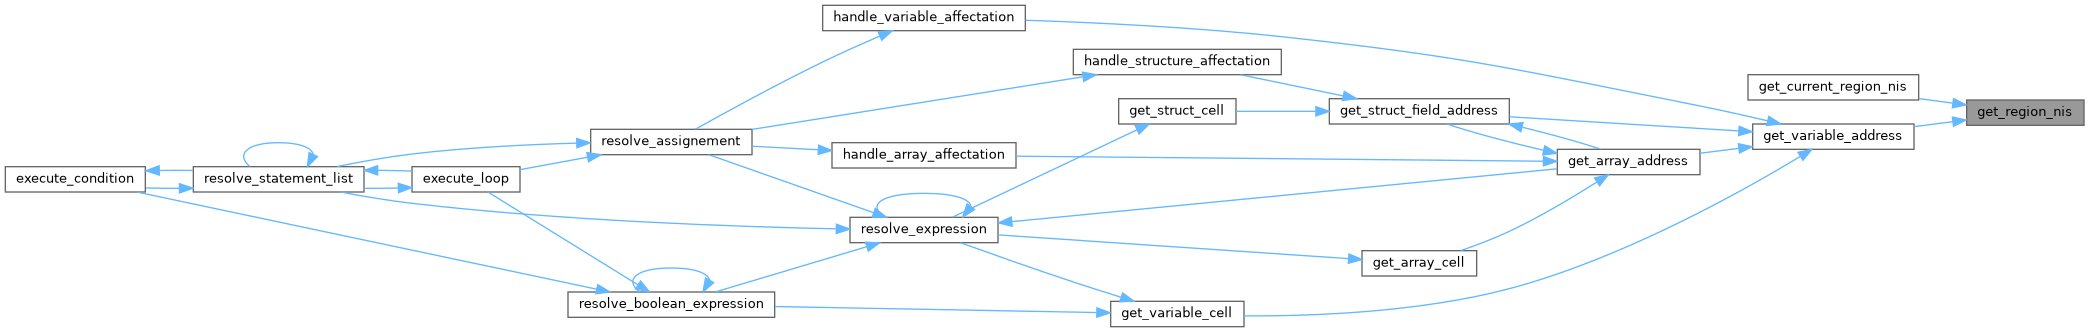 handle_variable_affectation
handle_structure_affectation
get_current_region_nis
get_region_nis
get_struct_cell
get_struct_field_address
get_variable_address
resolve_assignement
handle_array_affectation
get_array_address
execute_condition
resolve_statement_list
execute_loop
resolve_expression
get_array_cell
resolve_boolean_expression
get_variable_cell